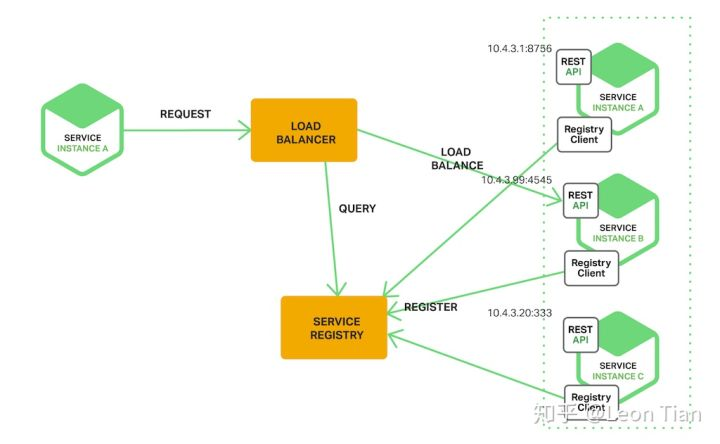 10.4.3.1:8756
REST
API
SERVICE
INSTANCE A
Registry
Client
REQUEST
SERVICE
INSTANCE A
LOAD
BALANCER
LOAD
BALANCE
10.4.3.99:4545
REST
API
SERVICE
INSTANCE B
Registry
Client
QUERY
SERVICE
REGISTRY
REGISTER
10.4.3.20:333
REST
API
SERVICE
INSTANCE C
Registry
Client
知乎 @Leon Tian